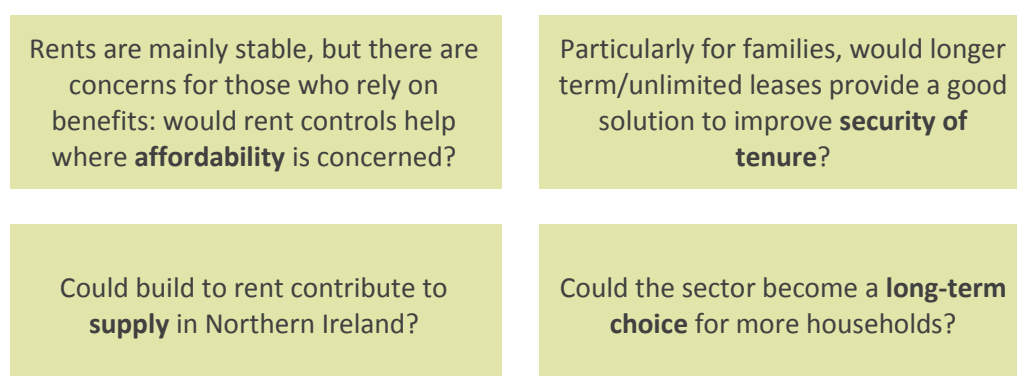 Rents are mainly stable, but there are
concerns for those who rely on
benefits: would rent controls help
where affordability is concerned?
Particularly for families, would longer
term/unlimited leases provide a good
solution to improve security of
tenure?
Could build to rent contribute to
supply in Northern Ireland?
Could the sector become a long-term
choice for more households?